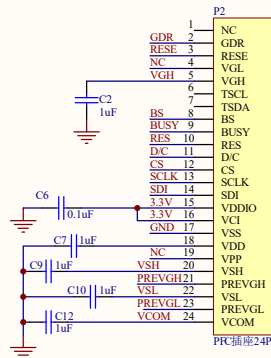 P2
1 NC
GDR 2 GDR
RESE 3 RESE
NC 4 VGL
VGH 5 VGH
6 TSCL
7 TSDA
BS 8 BS
BUSY 9 BUSY
RES 10 RES
D/C 11 D/C
CS 12 CS
SCLK 13 SCLK
SDI 14 SDI
3.3V 15 VDDIO
3.3V 16 VCI
GND 17 VSS
18 VDD
NC 19 VPP
VSH 20 VSH
PREVGH 21 PREVGH
VSL 22 VSL
PREVGL 23 PREVGL
VCOM 24 VCOM
C2
1uF
C6
0.1uF
C7 1uF
C9 1uF
C10 1uF
C12
1uF
PFC插座24P